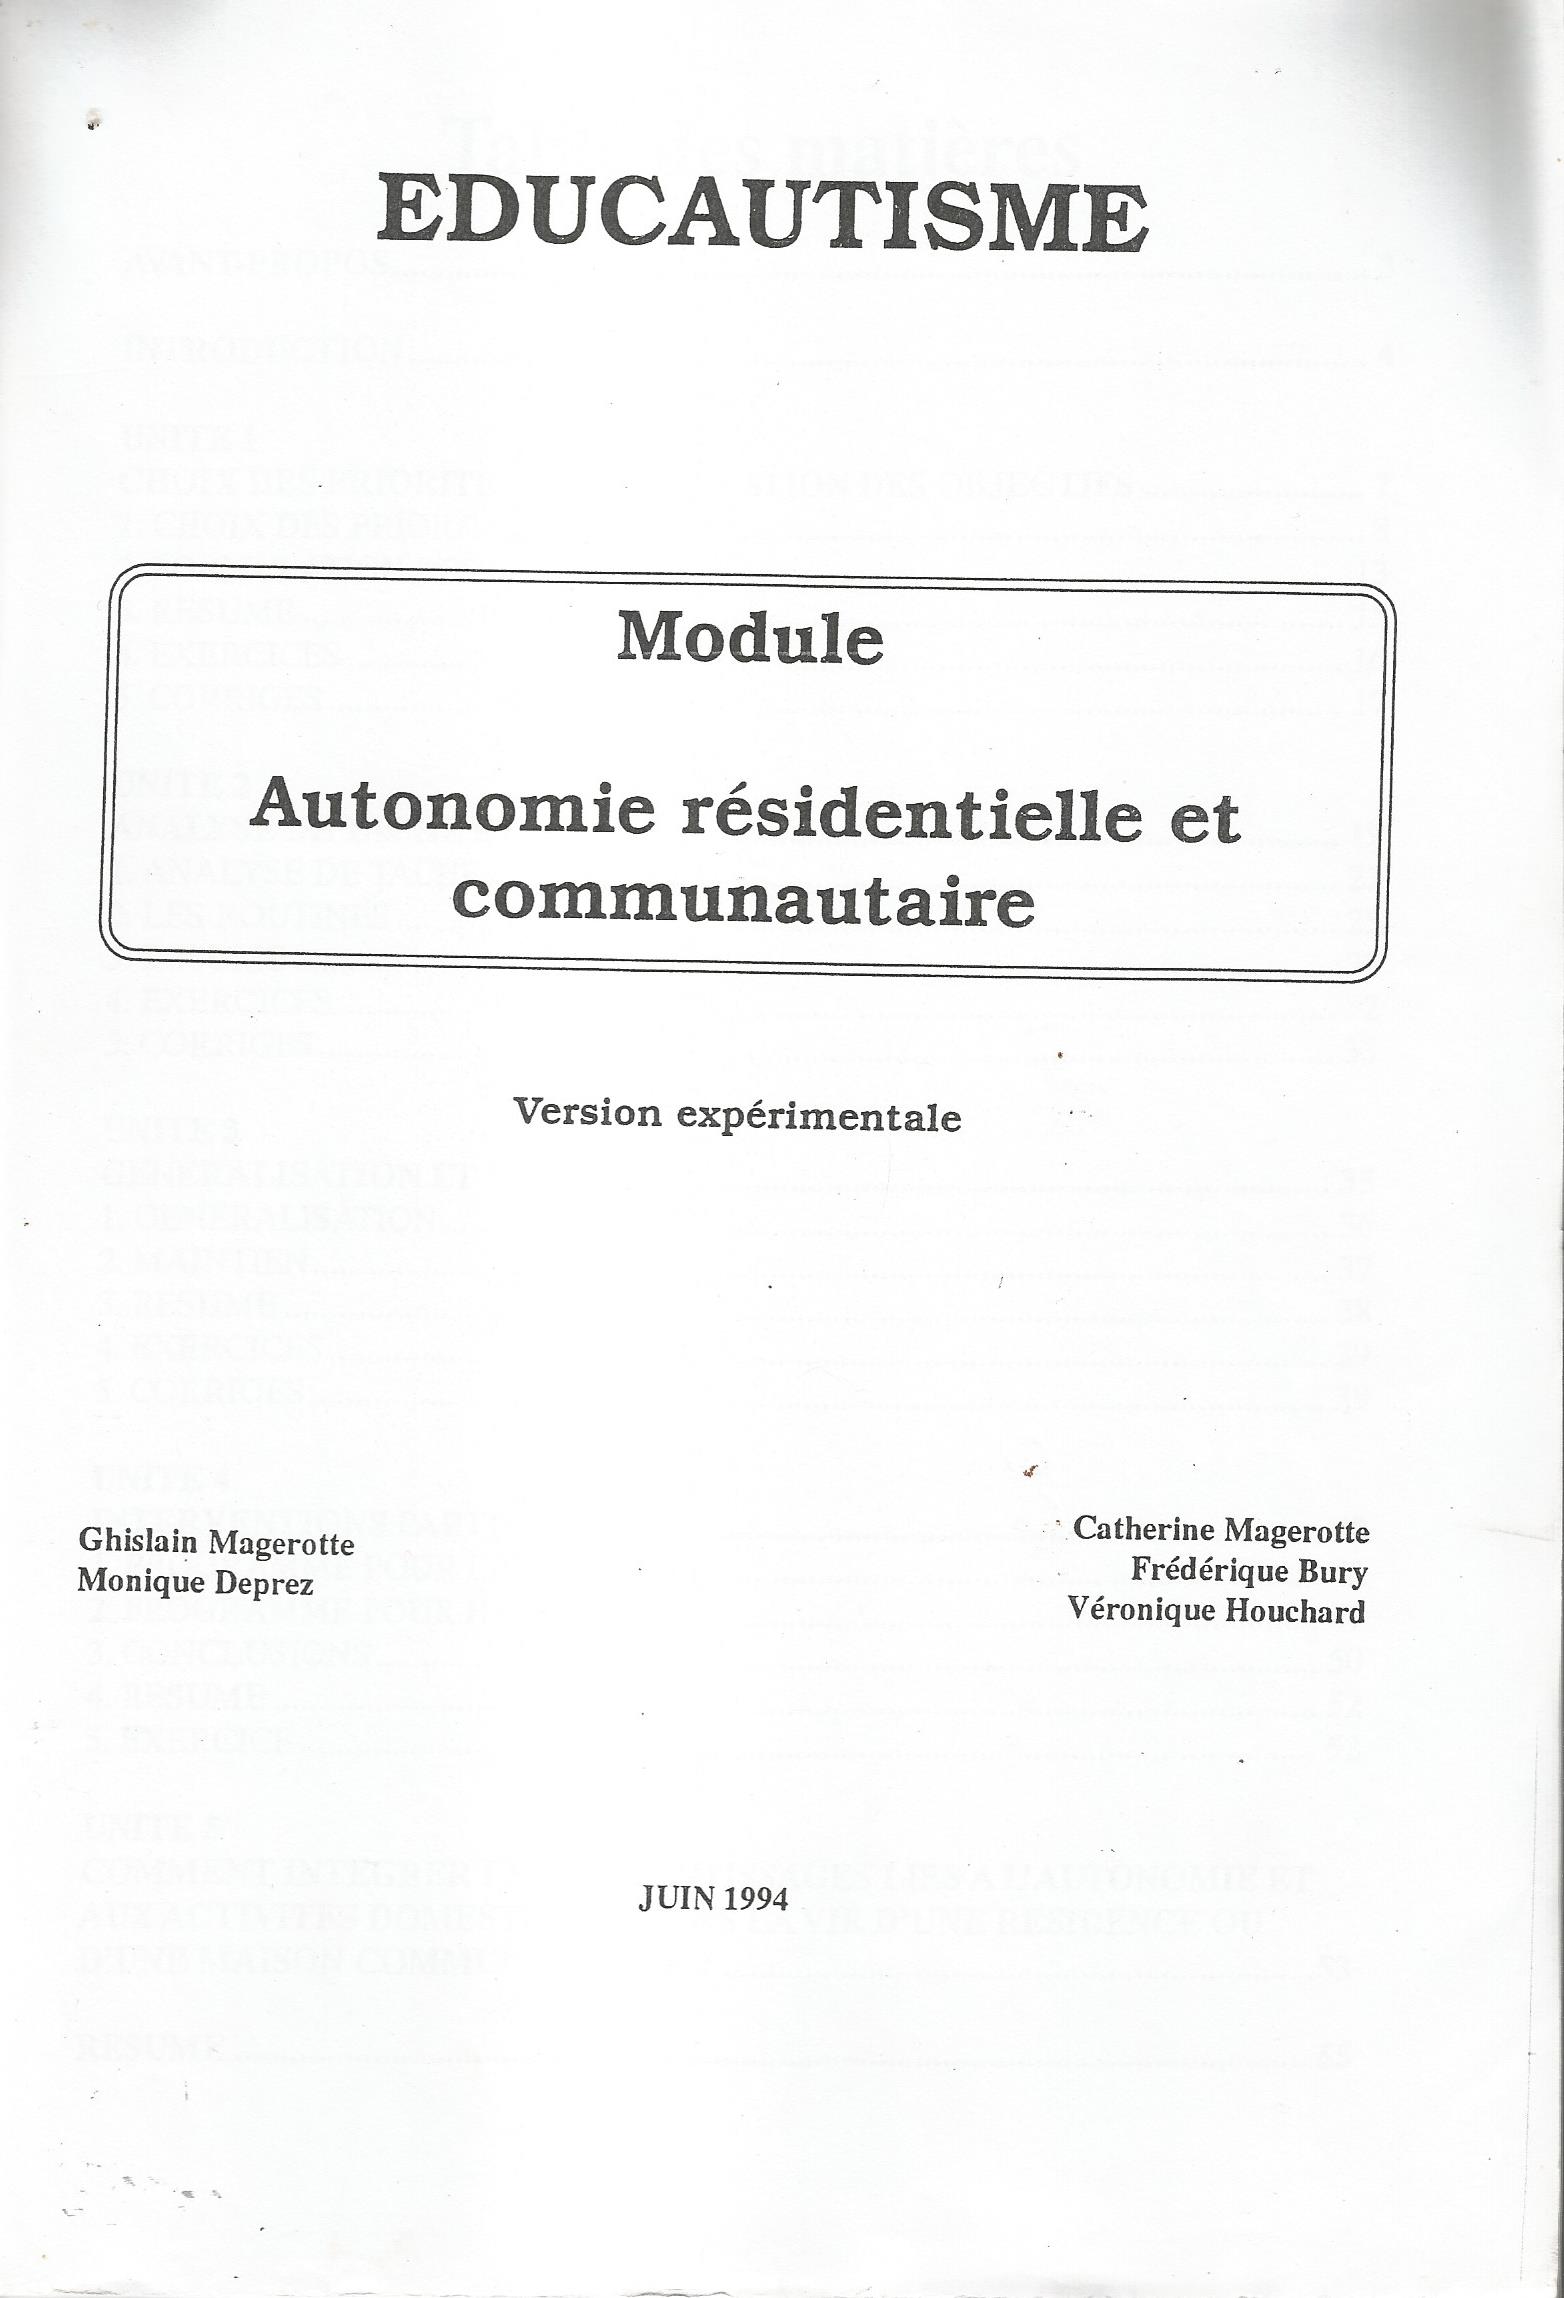 EDUCAUTISME
Module
Autonomie résidentielle et
communautaire
Version expérimentale
Ghislain Magerotte
Monique Deprez
Catherine Magerotte
Frédérique Bury
Véronique Houchard
JUIN 1994